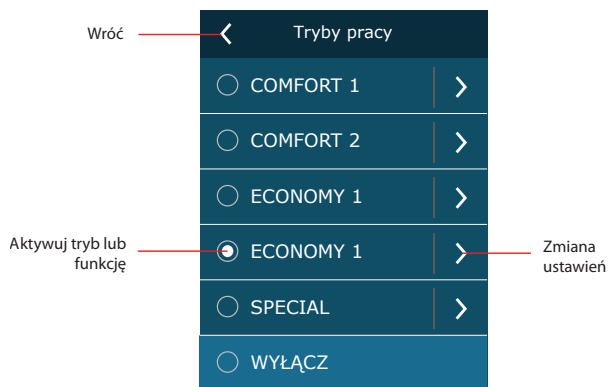 Wróć
Tryby pracy
COMFORT 1
COMFORT 2
ECONOMY 1
Aktywuj tryb lub
funkcję
ECONOMY 1
Zmiana
ustawień
SPECIAL
WYŁĄCZ